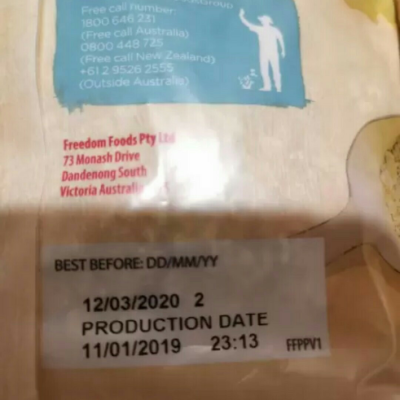 Free call number:
1800 646 231
(Free call Australia)
0800 448 725
(Free call New Zealand)
+61 2 9526 2555
(Outside Australia)
Freedom Foods Pty Ltd
73 Monash Drive
Dandenong South
Victoria Australia
BEST BEFORE: DD/MM/YY
12/03/2020 2
PRODUCTION DATE
11/01/2019 23:13 FFPPV1